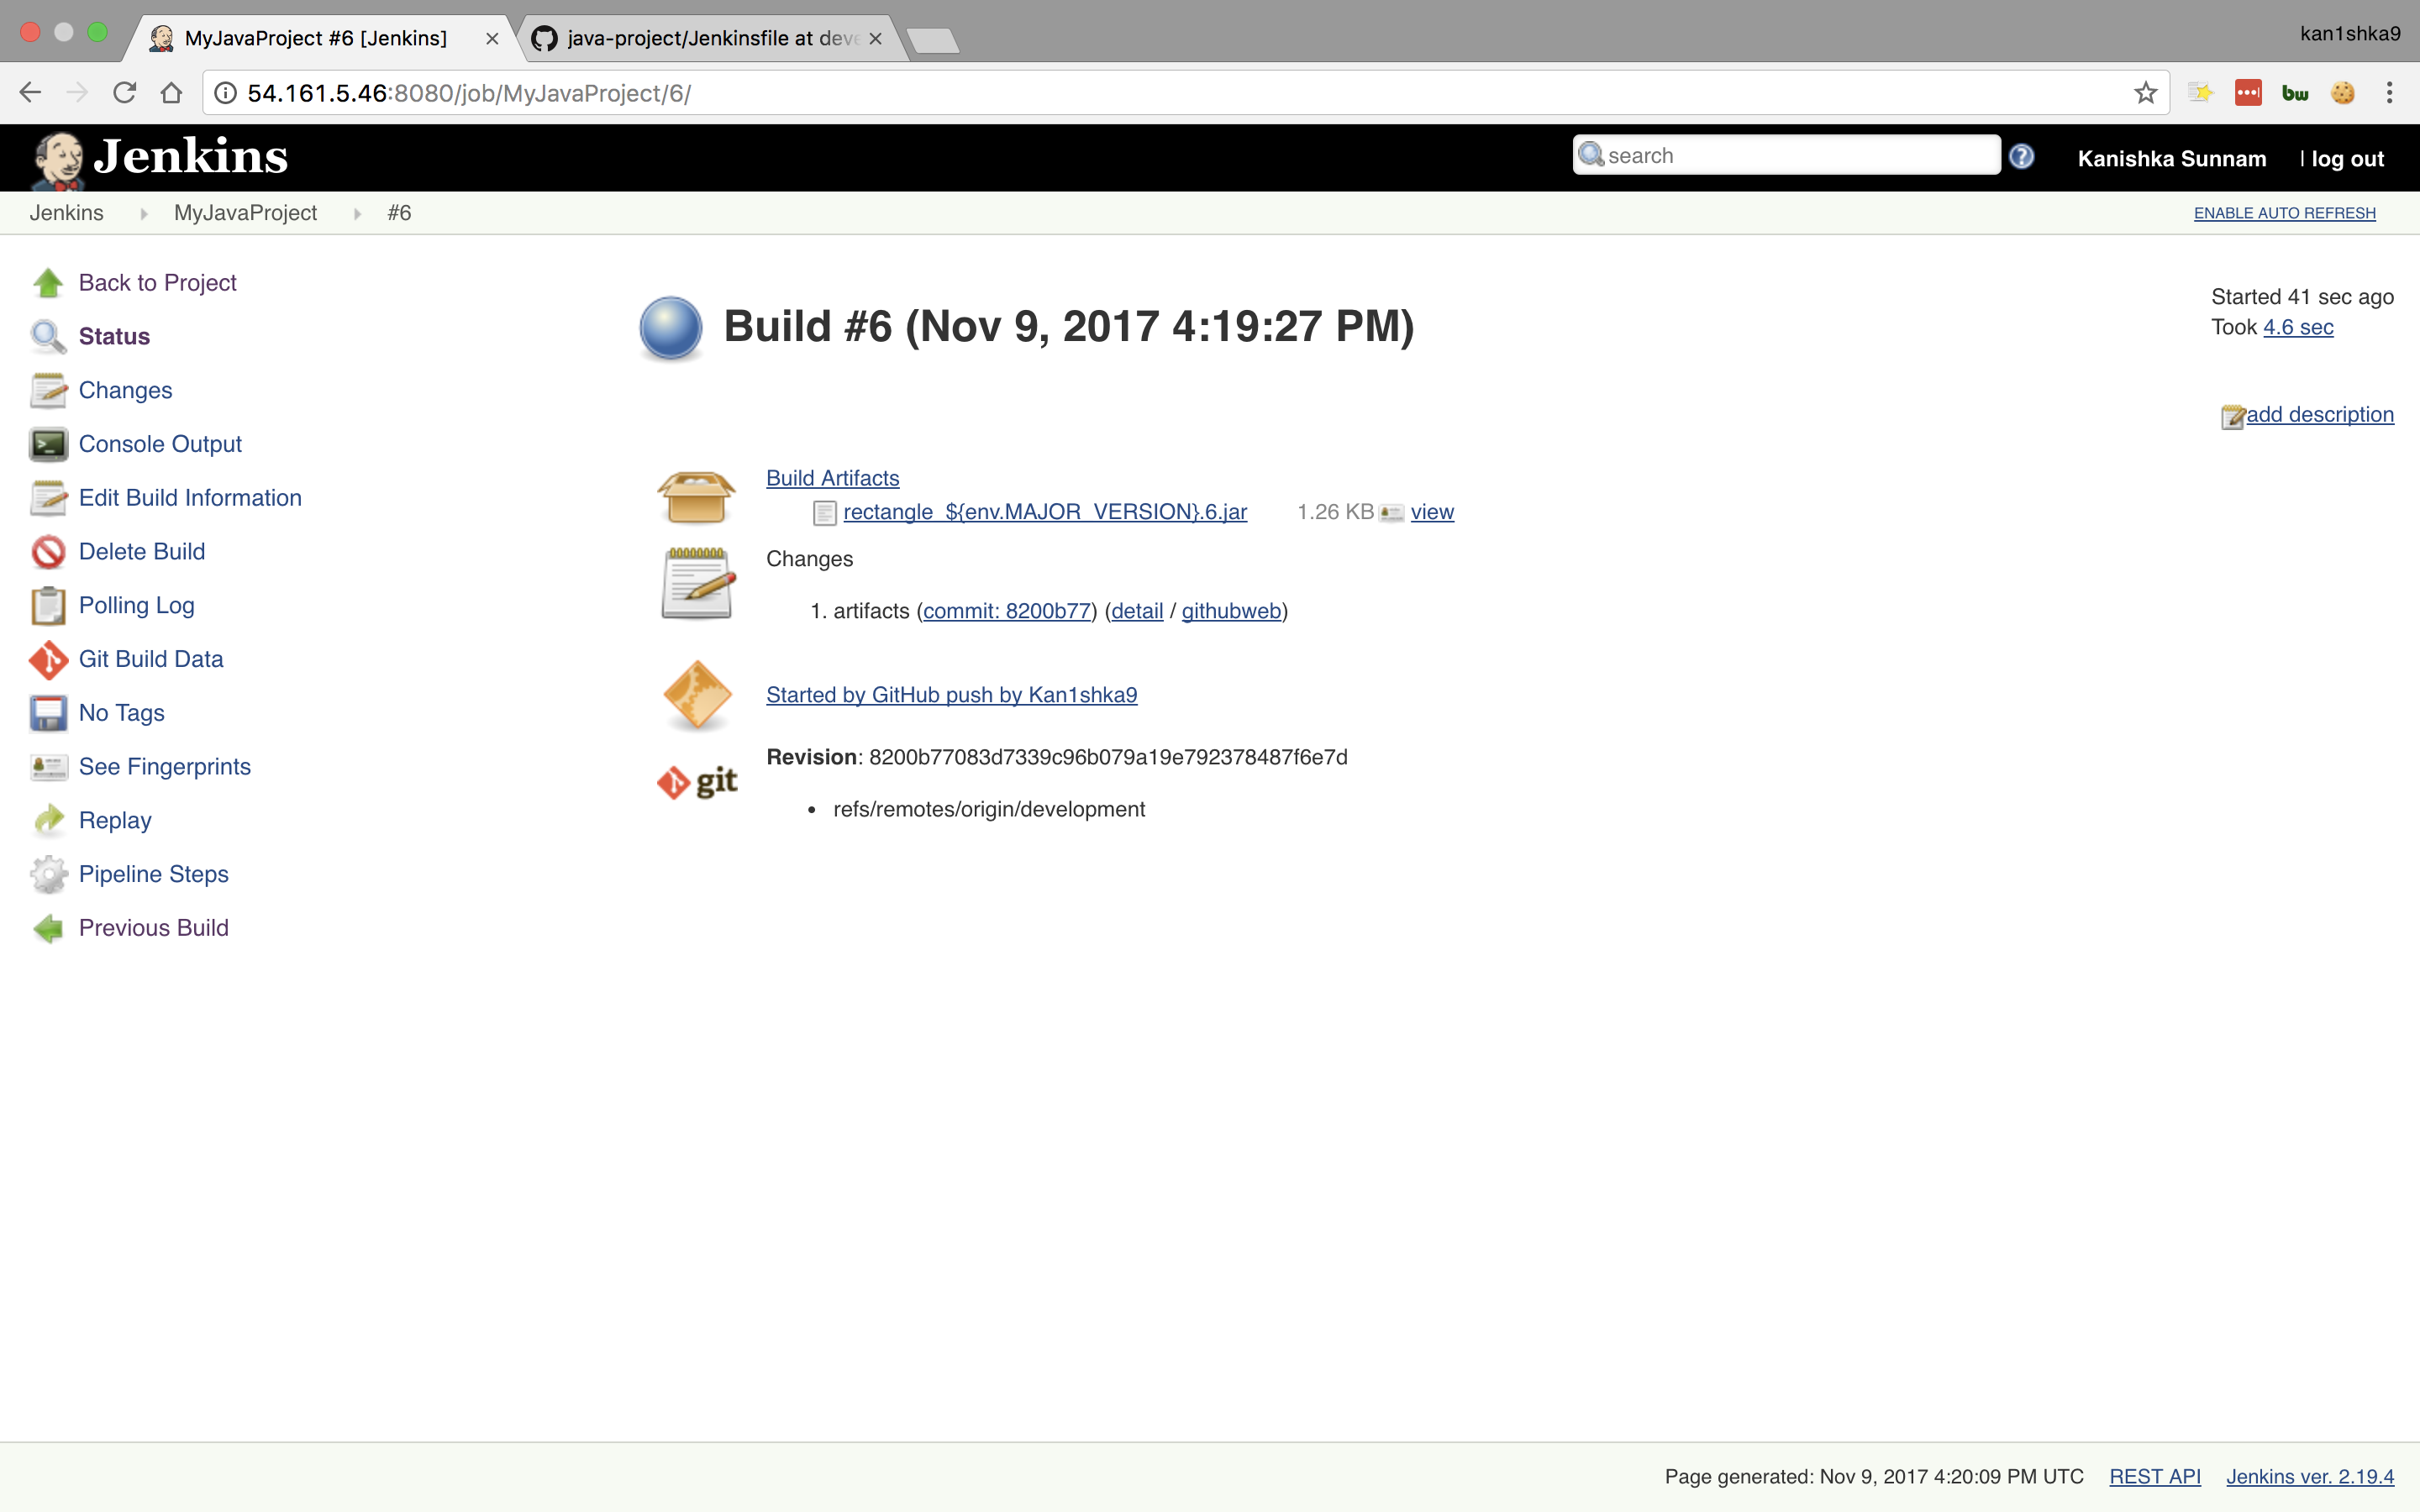 MyJavaProject #6 [Jenkins]
java-project/Jenkinsfile at deve
kan1shka9
54.161.5.46:8080/job/MyJavaProject/6/
bw
Jenkins
search
Kanishka Sunnam
| log out
Jenkins
MyJavaProject
#6
ENABLE AUTO REFRESH
Back to Project
Status
Changes
Console Output
Edit Build Information
Delete Build
Polling Log
Git Build Data
No Tags
See Fingerprints
Replay
Pipeline Steps
Previous Build
Build #6 (Nov 9, 2017 4:19:27 PM)
Started 41 sec ago
Took 4.6 sec
add description
Build Artifacts
rectangle_${env.MAJOR_VERSION}.6.jar 1.26 KB view
Changes
1. artifacts (commit: 8200b77) (detail / githubweb)
Started by GitHub push by Kan1shka9
git
Revision: 8200b77083d7339c96b079a19e792378487f6e7d
• refs/remotes/origin/development
Page generated: Nov 9, 2017 4:20:09 PM UTC REST API Jenkins ver. 2.19.4